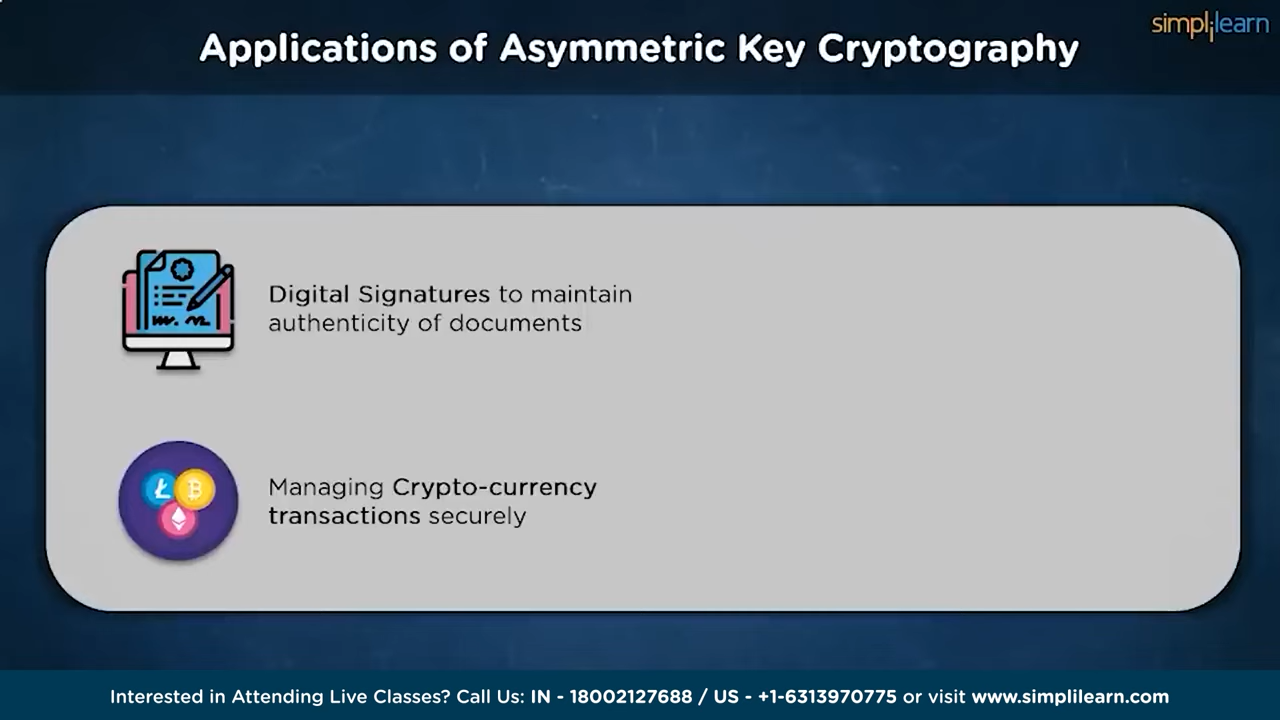 simplilearn
Applications of Asymmetric Key Cryptography
Digital Signatures to maintain
authenticity of documents
Managing Crypto-currency
transactions securely
Interested in Attending Live Classes? Call Us: IN - 18002127688 / US - +1-6313970775 or visit www.simplilearn.com